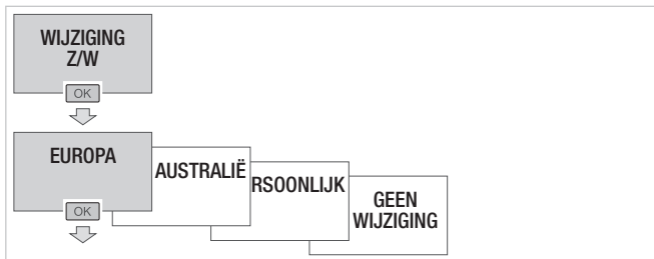 WIJZIGING
Z/W
OK
EUROPA
AUSTRALIË
RSOONLIJK
GEEN
WIJZIGING
OK